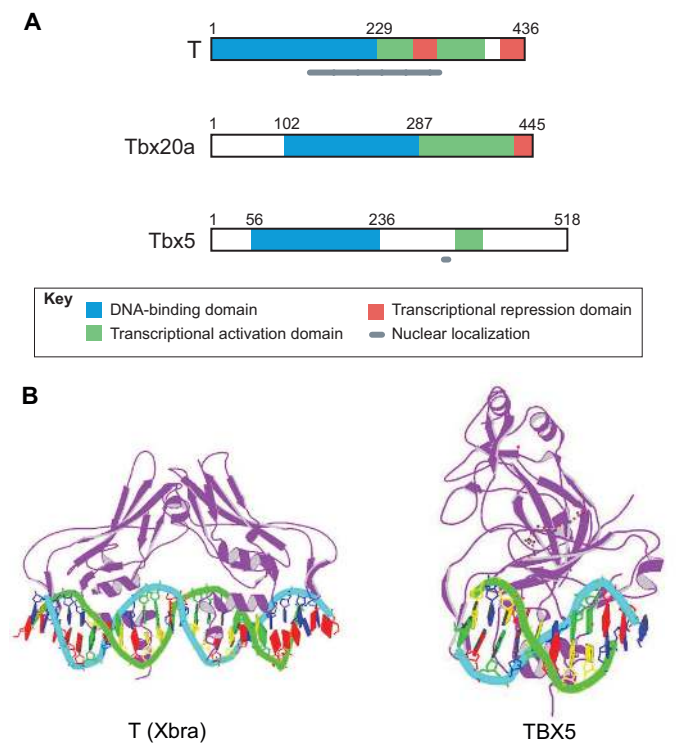 A
1 229 436
T
1 102 287 445
Tbx20a
1 56 236 518
Tbx5
Key
DNA-binding domain
Transcriptional repression domain
Transcriptional activation domain
Nuclear localization
B
T (Xbra)
TBX5